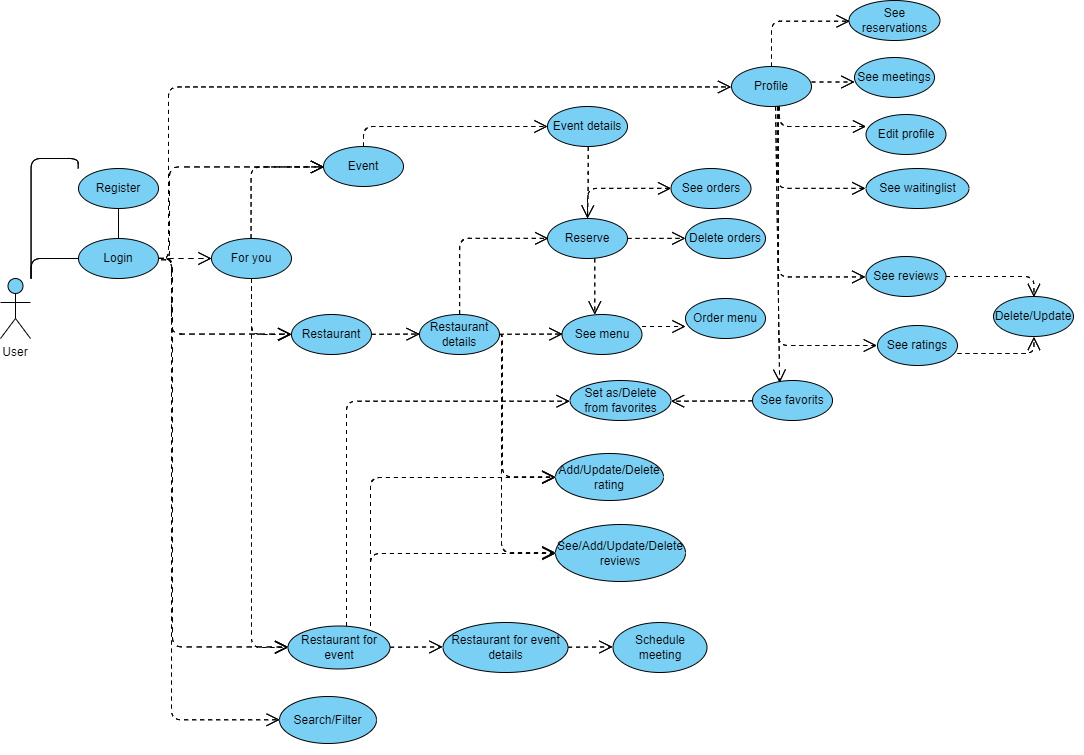 See
reservations
See meetings
Profile
Event details
Edit profile
Event
See orders
See waitinglist
Register
Reserve
Delete orders
Login
For you
See reviews
Delete/Update
User
Restaurant
Restaurant
details
See menu
Order menu
See ratings
Set as/Delete
from favorites
See favorits
Add/Update/Delete
rating
See/Add/Update/Delete
reviews
Restaurant for
event
Restaurant for event
details
Schedule
meeting
Search/Filter